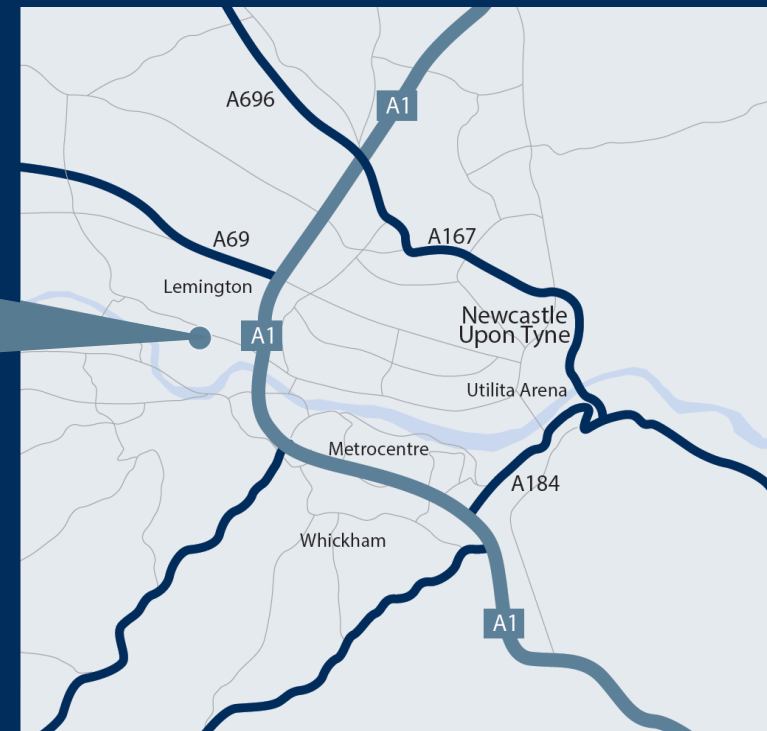 A1
A696
A167
A69
Lemington
Newcastle
Upon Tyne
A1
Utilita Arena
Metrocentre
A184
Whickham
A1